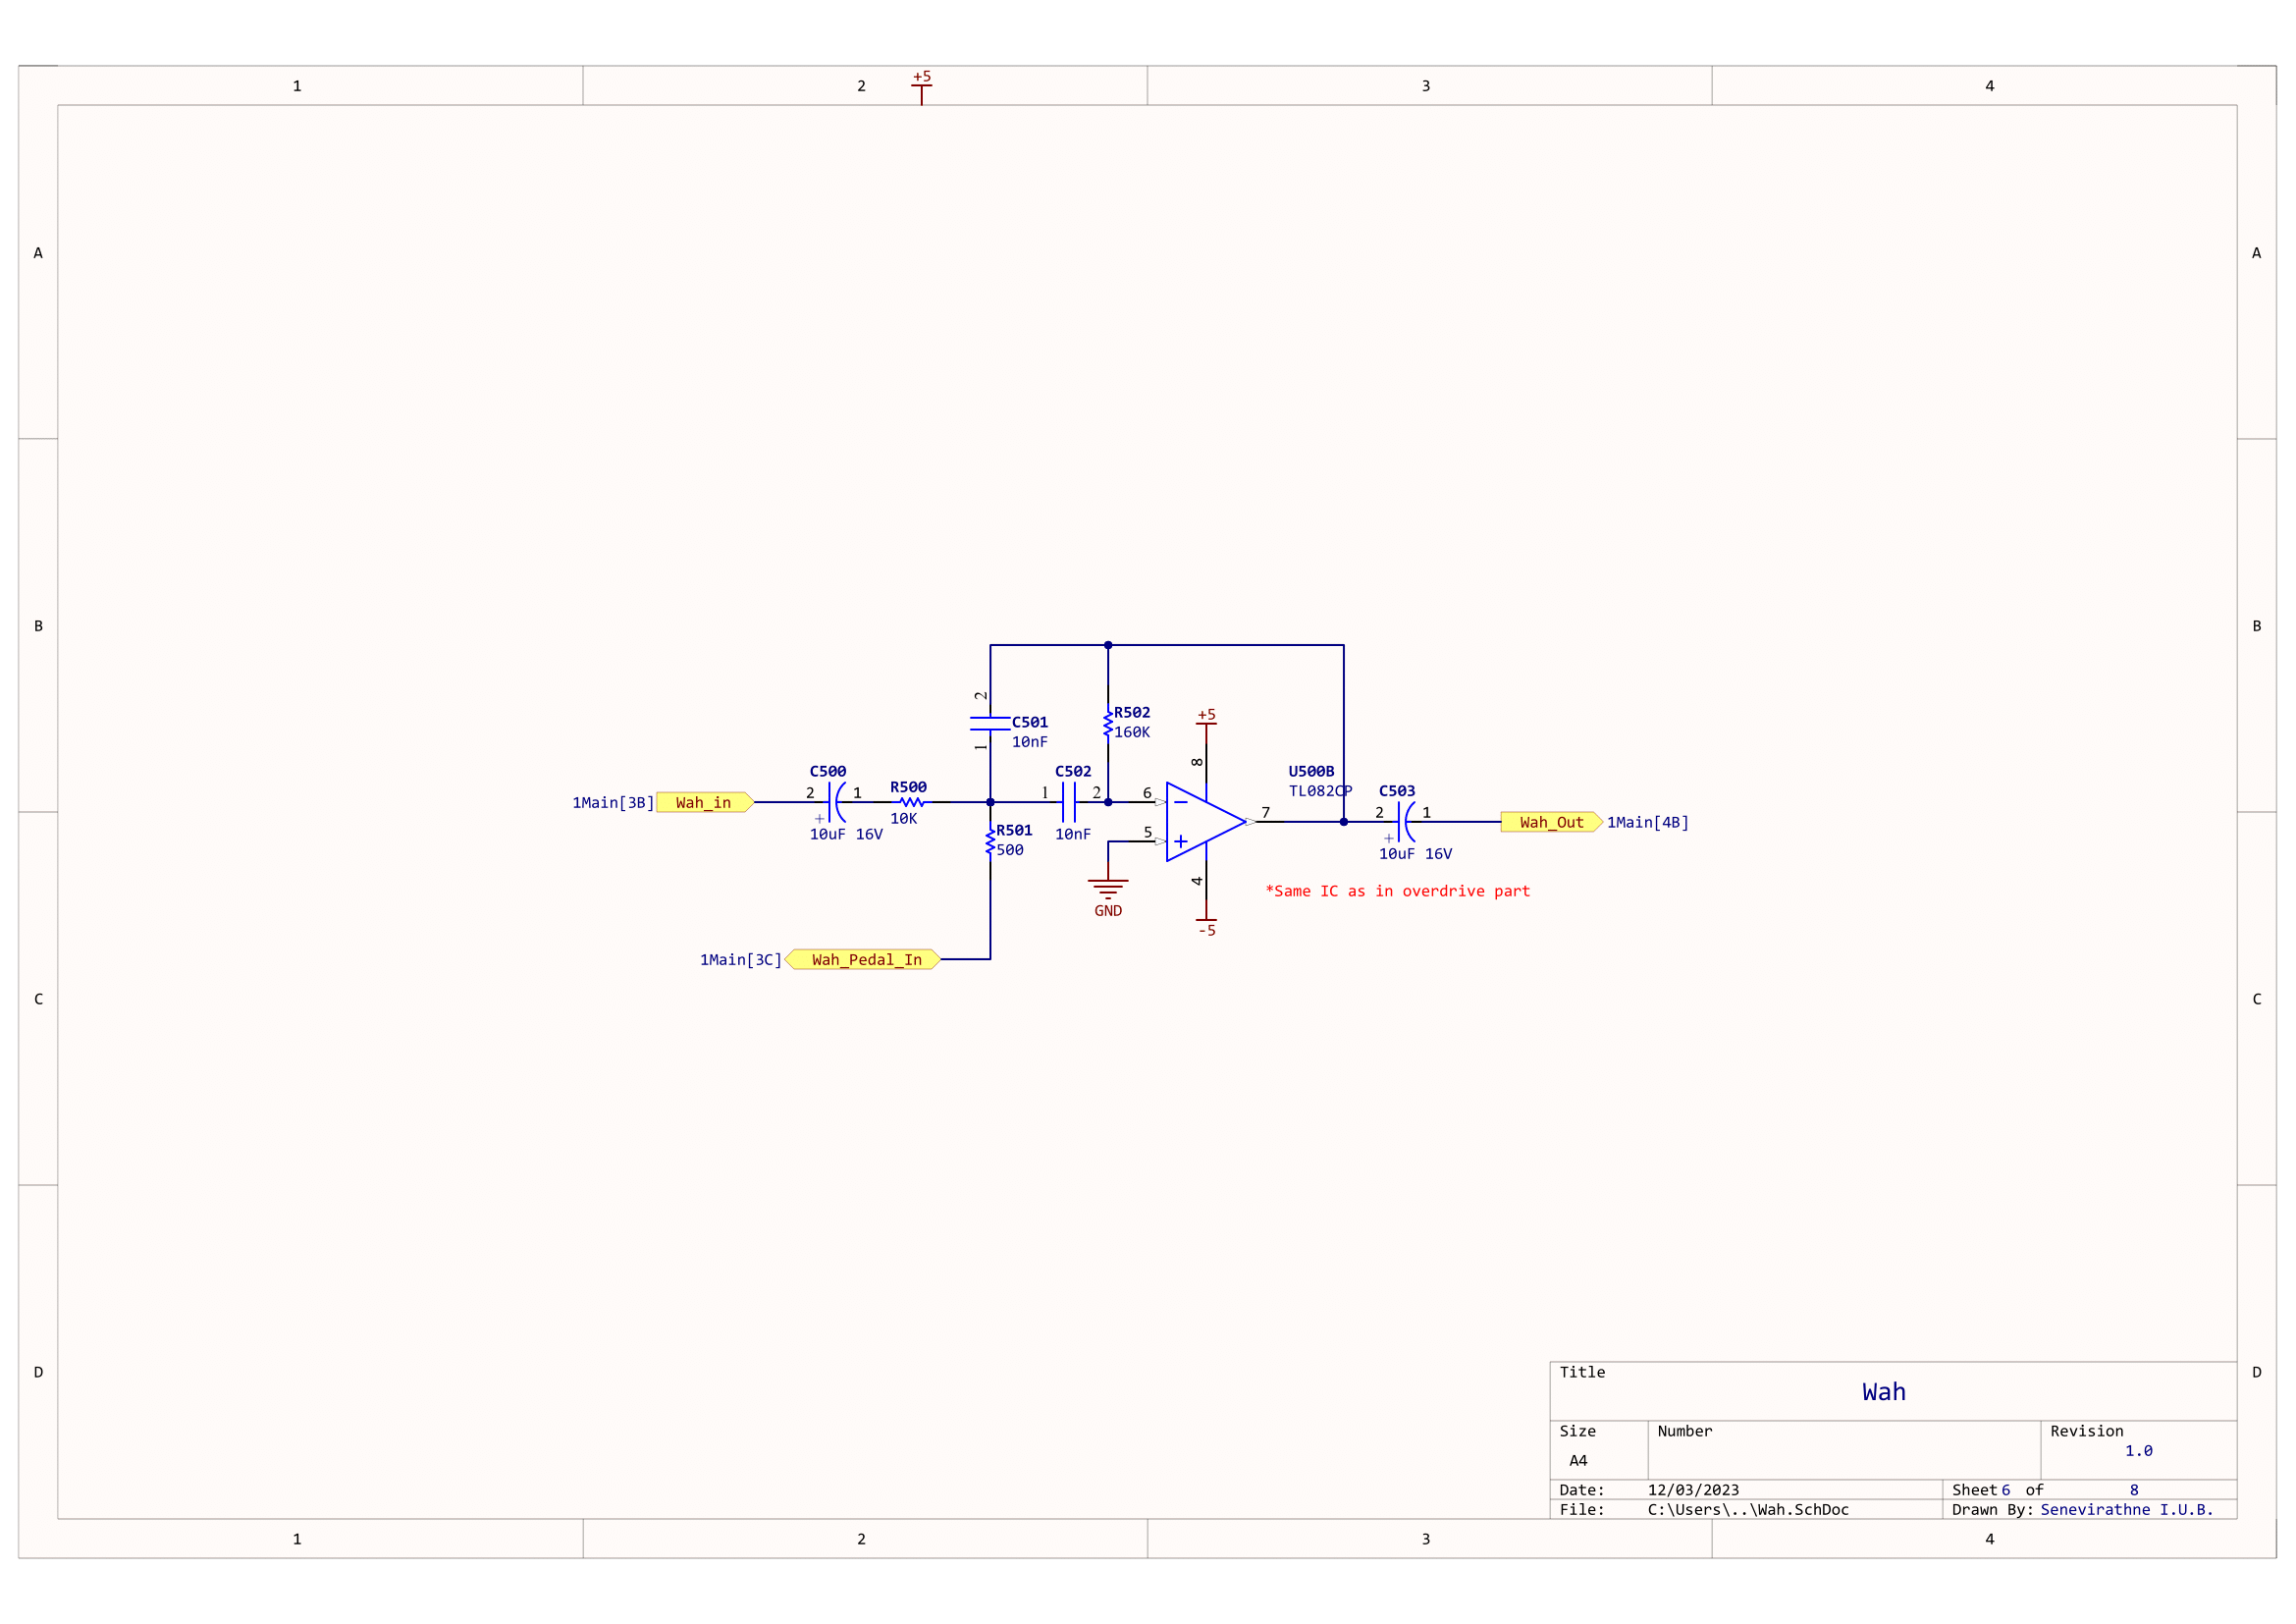 1
2
+5
3
4
A
A
B
B
2
C501
10nF
1
R502
160K
+5
8
C500
2
1
+
10uF 16V
R500
10K
C502
1
2
10nF
6
5
U500B
TL082CP
7
C503
2
1
+
10uF 16V
1Main[3B]
Wah_in
Wah_Out
1Main[4B]
R501
500
4
*Same IC as in overdrive part
GND
-5
1Main[3C]
Wah_Pedal_In
C
C
D
D
Title
Wah
Size
A4
Number
Revision
1.0
Date: 12/03/2023
Sheet 6 of 8
File: C:\Users\..\Wah.SchDoc
Drawn By: Senevirathne I.U.B.
1
2
3
4